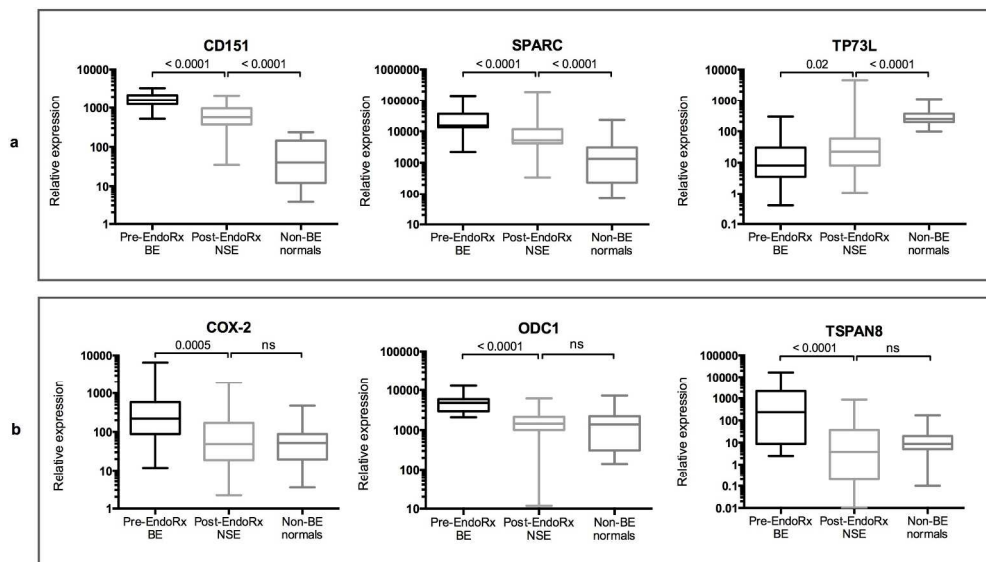 a
CD151
< 0.0001 < 0.0001
Relative expression
10000
1000
100
10
1
Pre-EndoRx BE
Post-EndoRx NSE
Non-BE normals
SPARC
< 0.0001 < 0.0001
Relative expression
1000000
100000
10000
1000
100
10
Pre-EndoRx BE
Post-EndoRx NSE
Non-BE normals
TP73L
0.02 < 0.0001
Relative expression
10000
1000
100
10
1
0.1
Pre-EndoRx BE
Post-EndoRx NSE
Non-BE normals
b
COX-2
0.0005 ns
Relative expression
10000
1000
100
10
1
Pre-EndoRx BE
Post-EndoRx NSE
Non-BE normals
ODC1
< 0.0001 ns
Relative expression
100000
10000
1000
100
10
Pre-EndoRx BE
Post-EndoRx NSE
Non-BE normals
TSPAN8
< 0.0001 ns
Relative expression
100000
10000
1000
100
10
1
0.1
0.01
Pre-EndoRx BE
Post-EndoRx NSE
Non-BE normals